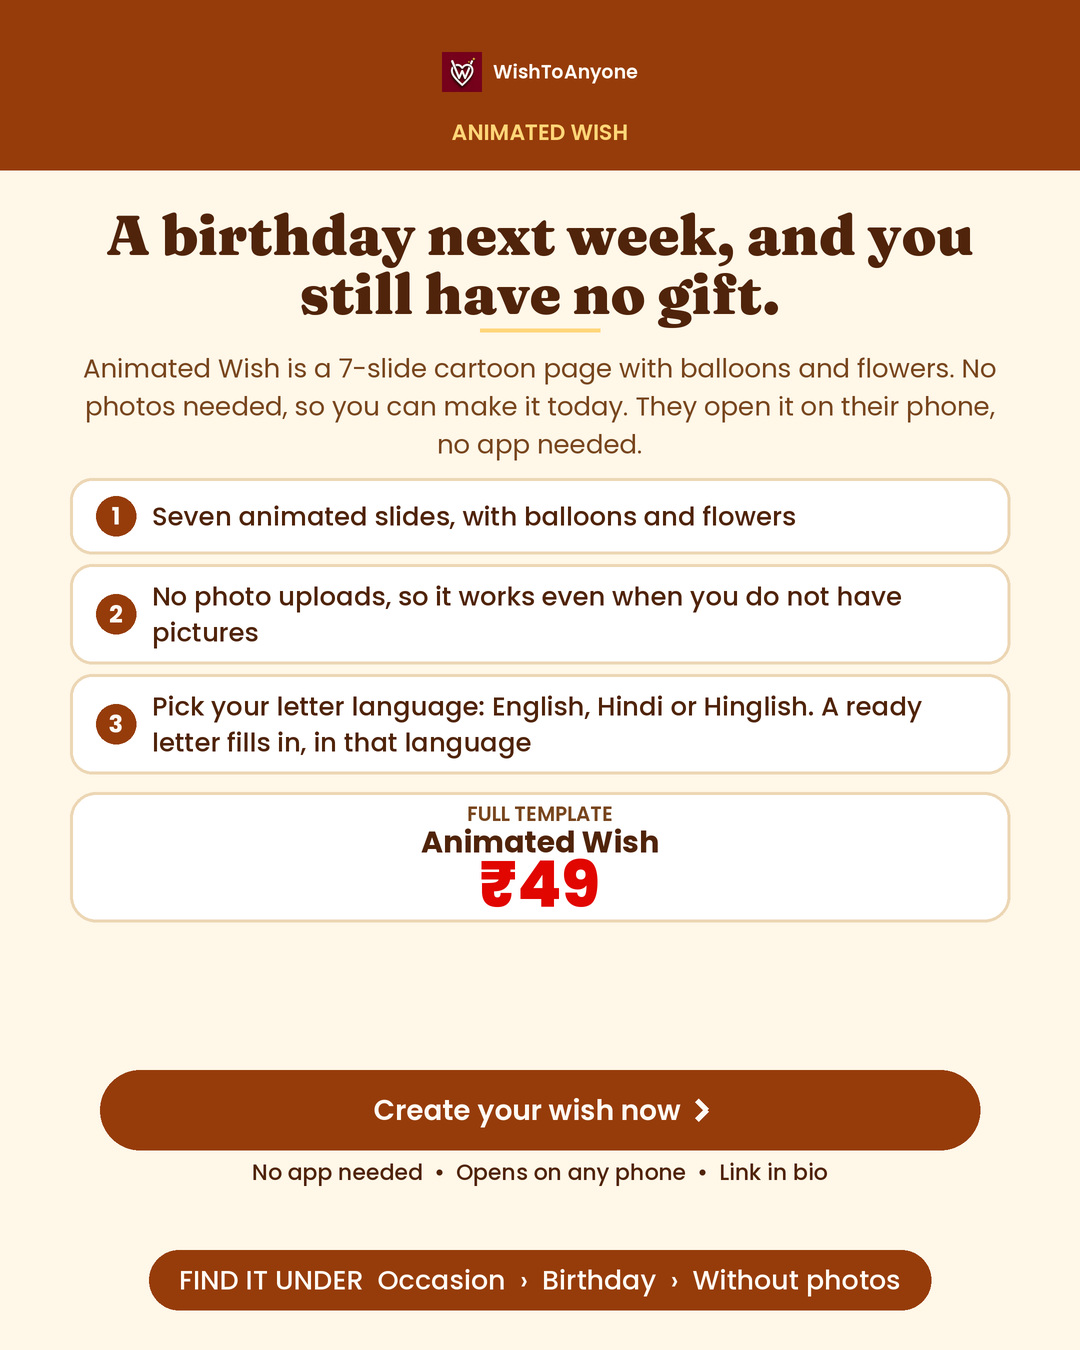 WishToAnyone
ANIMATED WISH
A birthday next week, and you
still have no gift.
Animated Wish is a 7-slide cartoon page with balloons and flowers. No
photos needed, so you can make it today. They open it on their phone,
no app needed.
1 Seven animated slides, with balloons and flowers
2 No photo uploads, so it works even when you do not have
pictures
3 Pick your letter language: English, Hindi or Hinglish. A ready
letter fills in, in that language
FULL TEMPLATE
Animated Wish
₹49
Create your wish now ›
No app needed • Opens on any phone • Link in bio
FIND IT UNDER Occasion › Birthday › Without photos